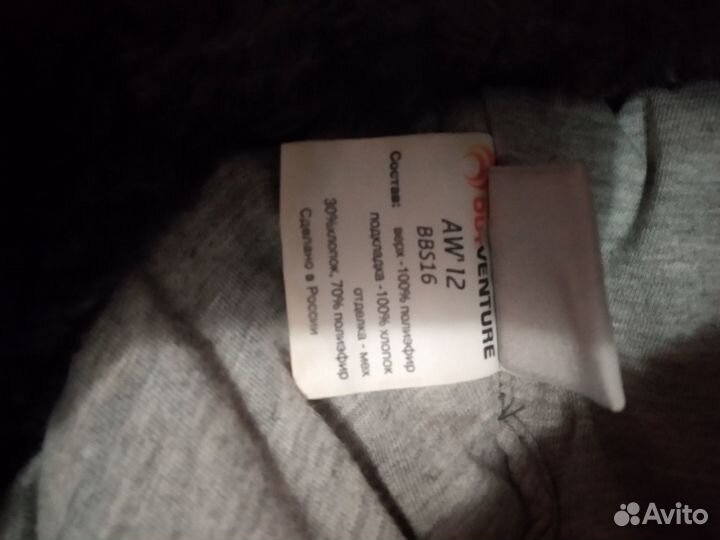 OUTVENTURE
AW 12
BBS16
Состав:
верх -100% полиэфир
подкладка -100% хлопок
отделка - мех
30%хлопок, 70% полиэфир
Сделано в России
Avito